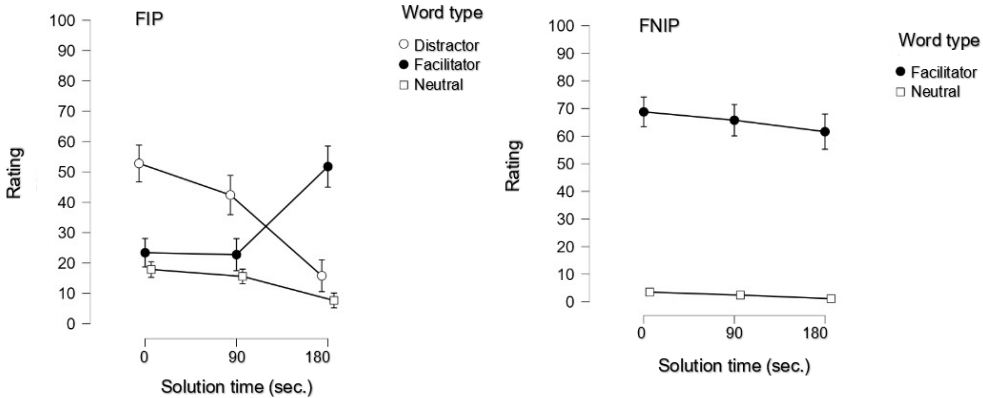 FIP
Word type
Distractor
Facilitator
Neutral
100
90
80
70
60
50
40
30
20
10
0
Rating
0 90 180
Solution time (sec.)
FNIP
Word type
Facilitator
Neutral
100
90
80
70
60
50
40
30
20
10
0
Rating
0 90 180
Solution time (sec.)